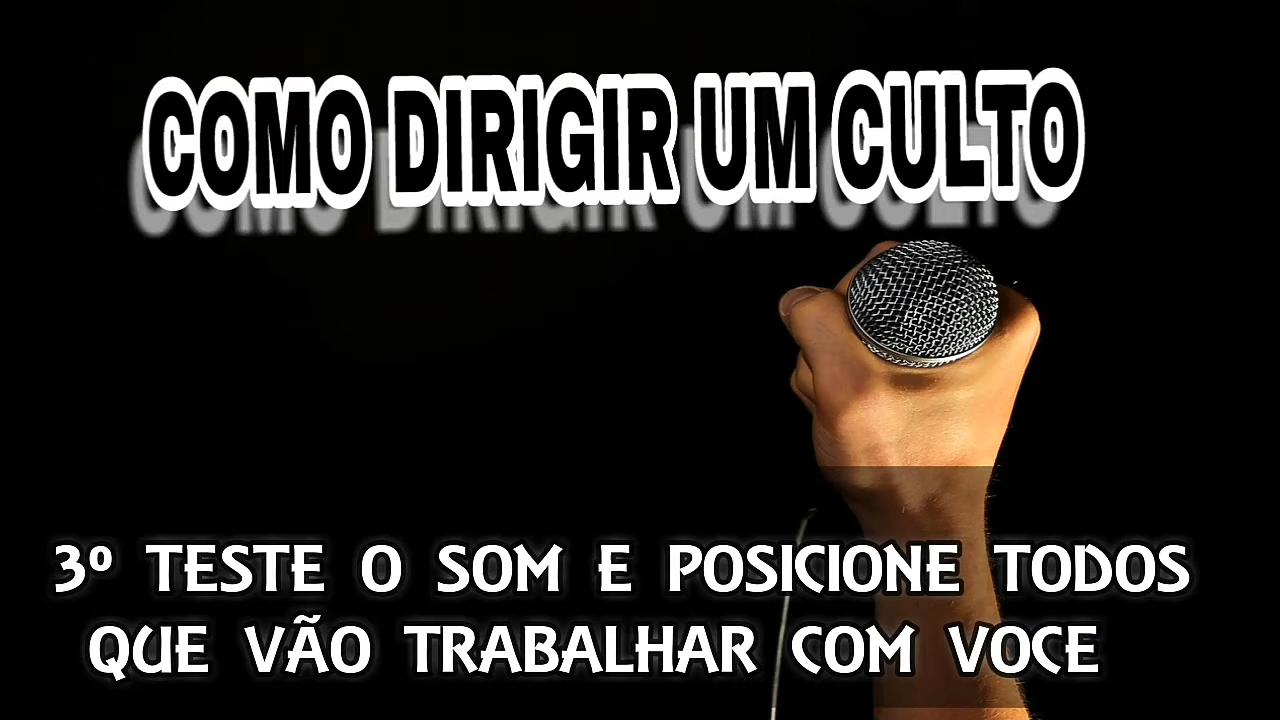 COMO DIRIGIR UM CULTO
3º TESTE O SOM E POSICIONE TODOS
QUE VÃO TRABALHAR COM VOCE